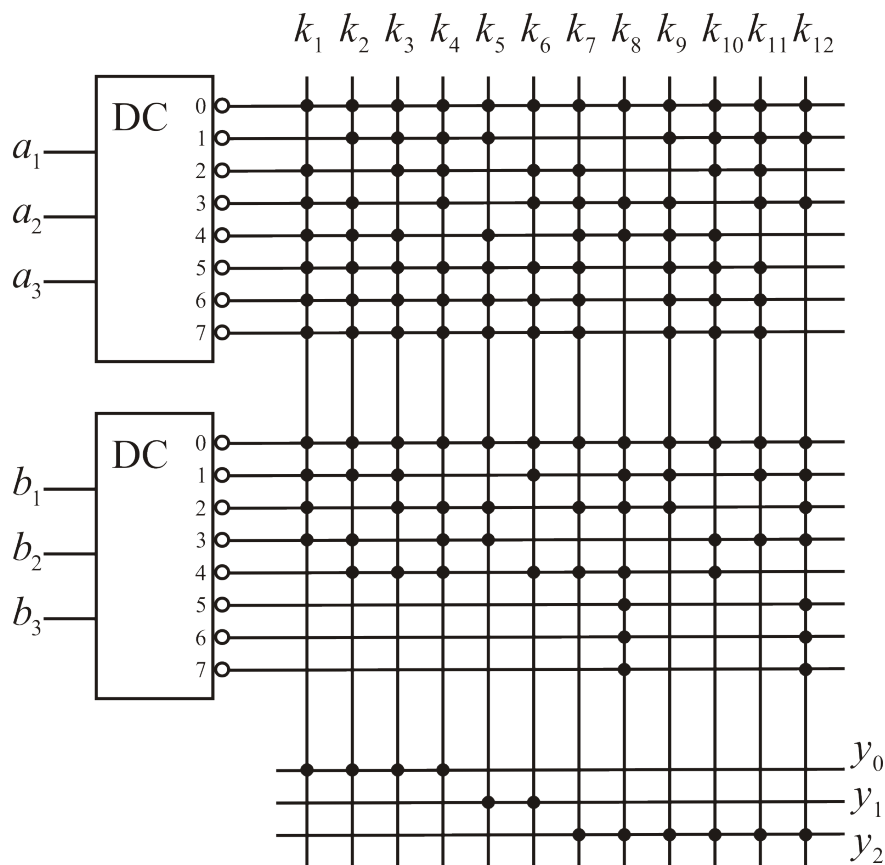 k₁ k₂ k₃ k₄ k₅ k₆ k₇ k₈ k₉ k₁₀ k₁₁ k₁₂
DC
0
1
a₁
2
3
a₂
4
5
a₃
6
7
DC
0
1
b₁
2
3
b₂
4
5
b₃
6
7
y₀
y₁
y₂